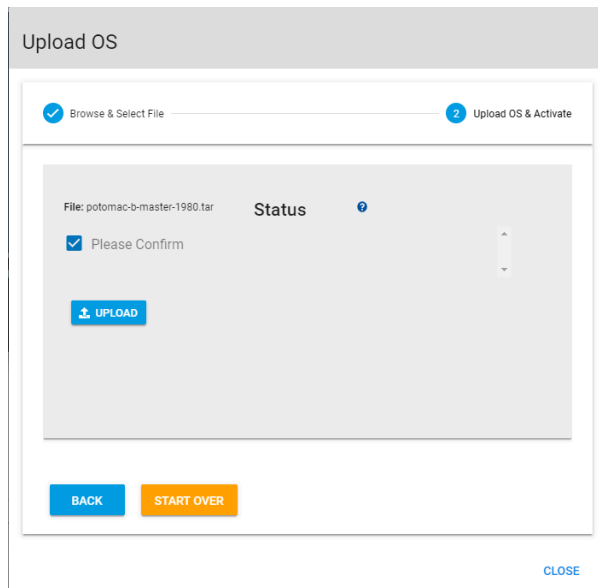 Upload OS
Browse & Select File
2 Upload OS & Activate
File: potomac-b-master-1980.tar
Status
?
Please Confirm
UPLOAD
BACK
START OVER
CLOSE